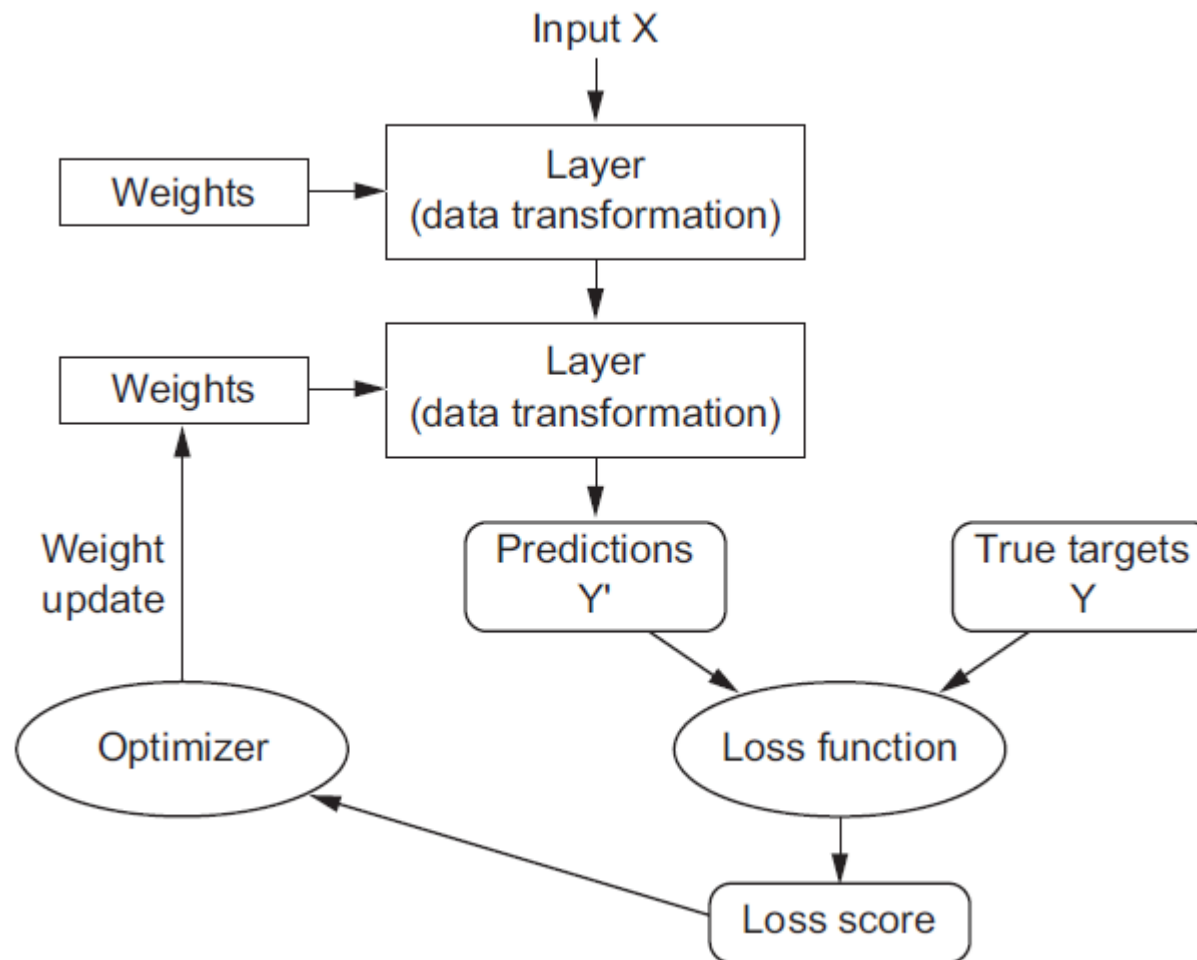 Input X
Weights
Layer
(data transformation)
Weights
Layer
(data transformation)
Weight
update
Predictions
Y'
True targets
Y
Optimizer
Loss function
Loss score